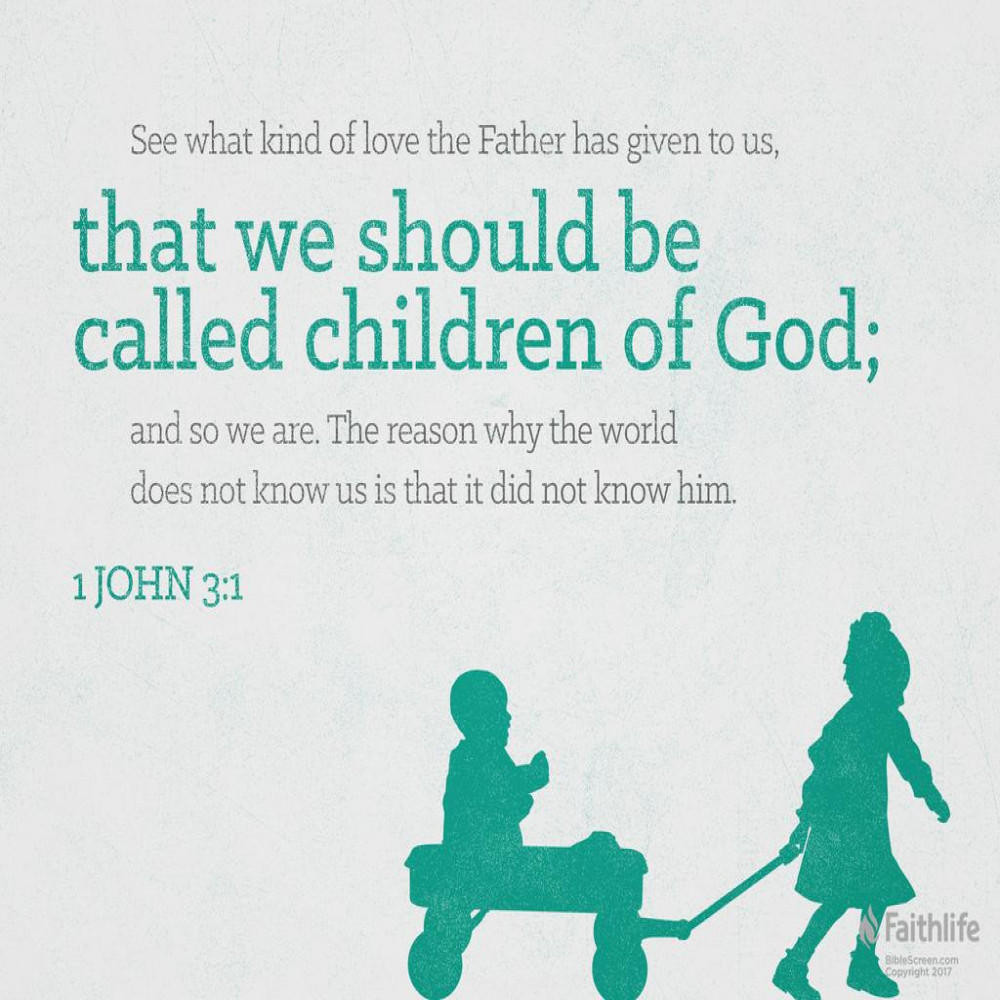 See what kind of love the Father has given to us,
that we should be
called children of God;
and so we are. The reason why the world
does not know us is that it did not know him.
1 JOHN 3:1
Faithlife
BibleScreen.com
Copyright 2017